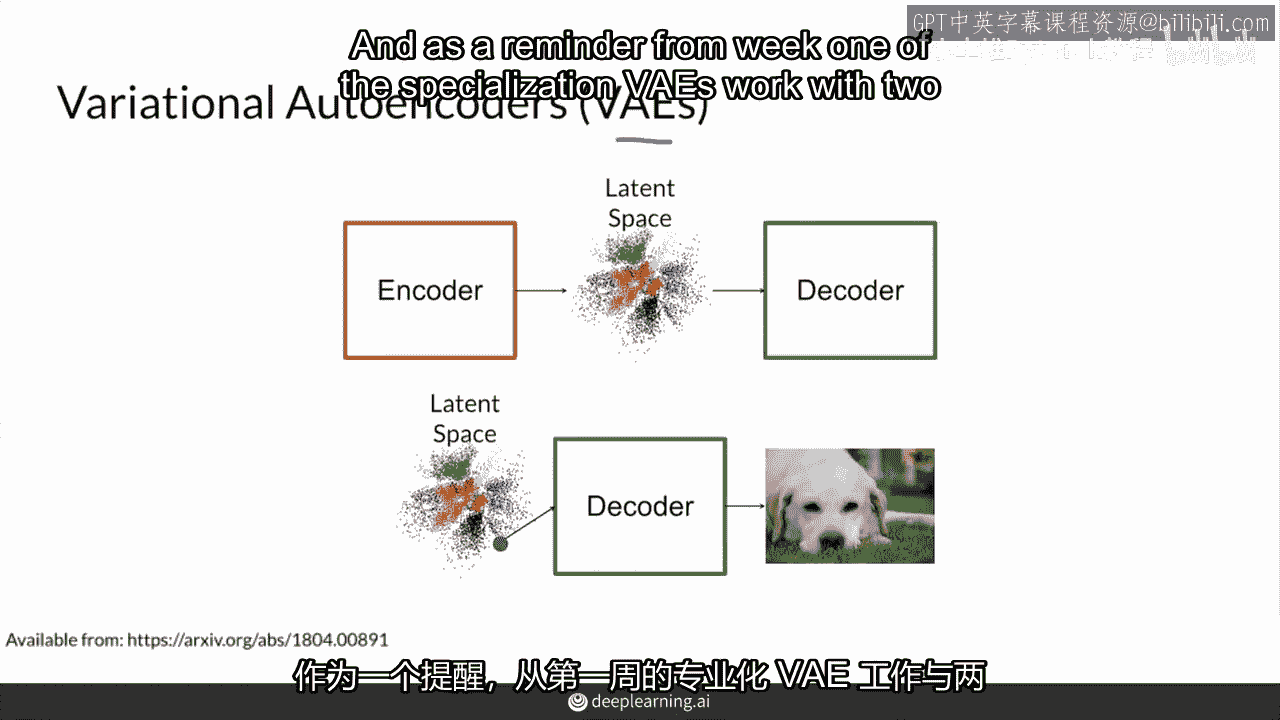 GPT中英字幕课程资源@bilibili.com
And as a reminder from week one of
the specialization VAEs work with two
Variational Autoencoders (VAEs)
Latent
Space
Encoder
Decoder
Latent
Space
Decoder
Available from: https://arxiv.org/abs/1804.00891
作为一个提醒，从第一周的专业化 VAE 工作与两
deeplearning.ai